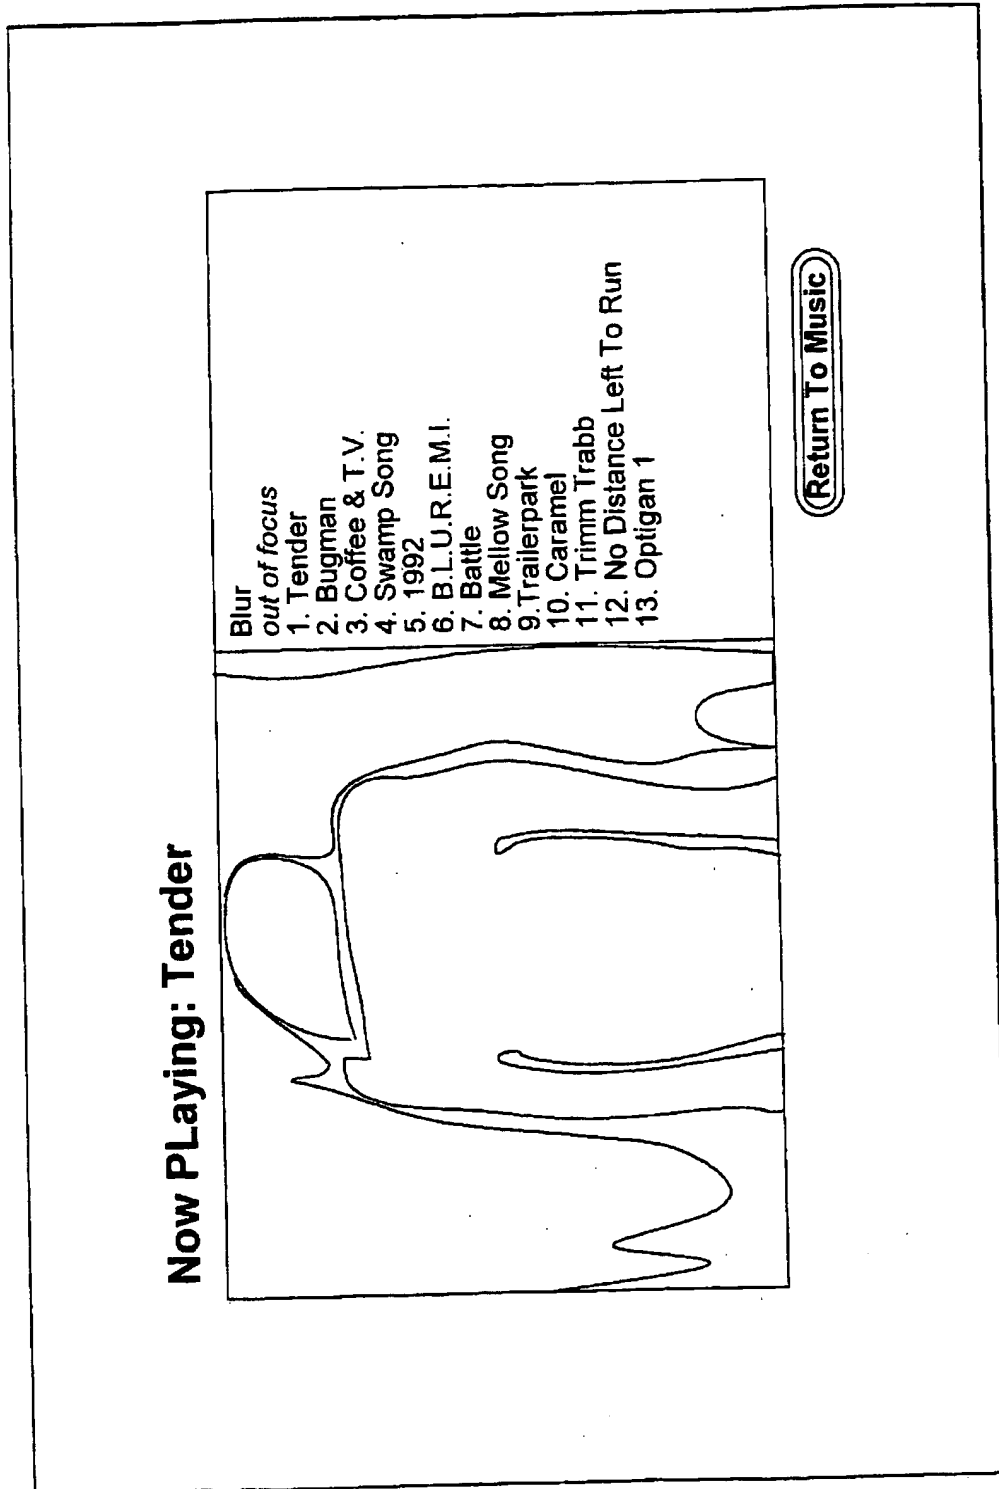 Now PLaying: Tender
Blur
out of focus
1. Tender
2. Bugman
3. Coffee & T.V.
4. Swamp Song
5. 1992
6. B.L.U.R.E.M.I.
7. Battle
8. Mellow Song
9.Trailerpark
10. Caramel
11. Trimm Trabb
12. No Distance Left To Run
13. Optigan 1
Return To Music